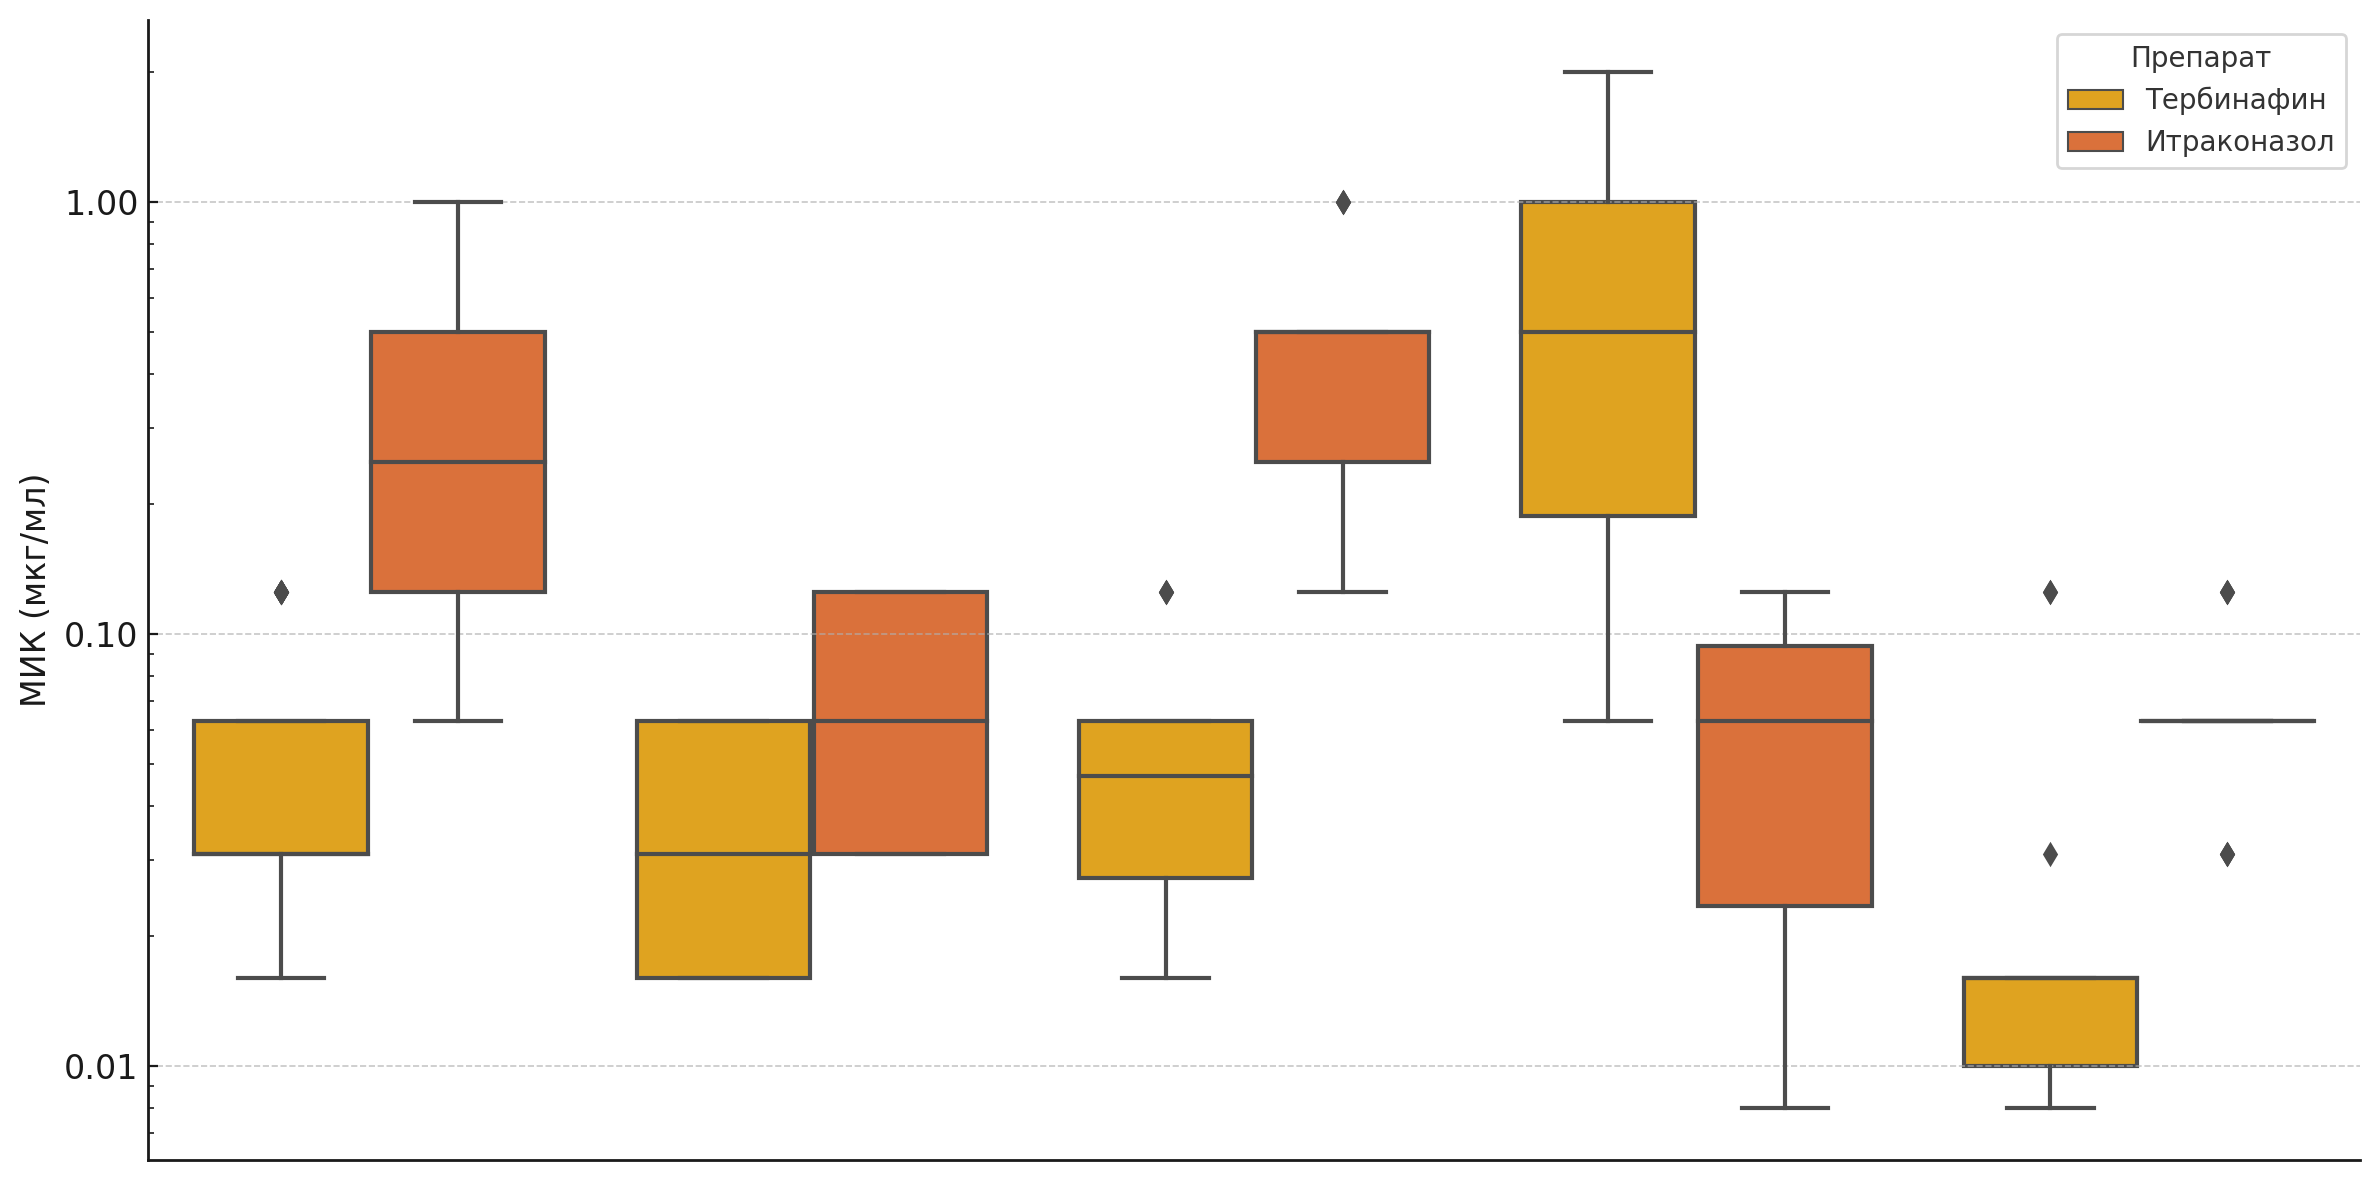 Препарат
Тербинафин
Итраконазол
МИК (мкг/мл)
1.00
0.10
0.01